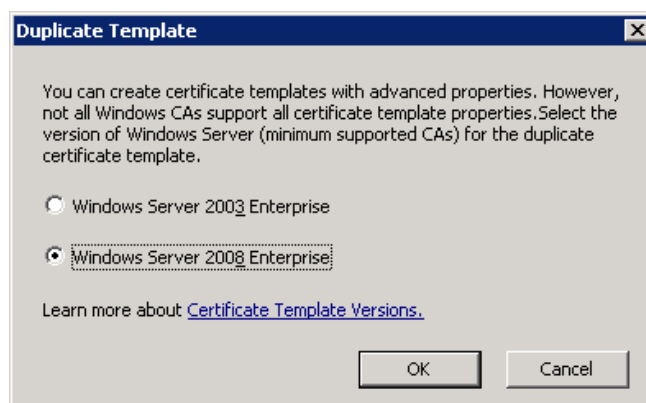 Duplicate Template
You can create certificate templates with advanced properties. However,
not all Windows CAs support all certificate template properties.Select the
version of Windows Server (minimum supported CAs) for the duplicate
certificate template.
Windows Server 2003 Enterprise
Windows Server 2008 Enterprise
Learn more about Certificate Template Versions.
OK Cancel